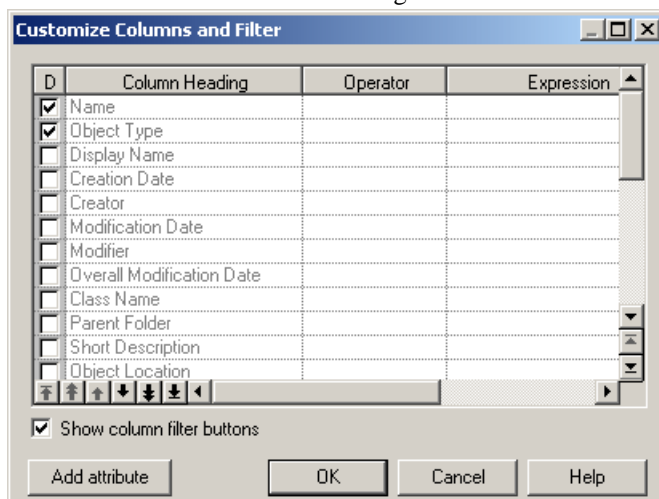 Customize Columns and Filter
D Column Heading Operator Expression
Name
Object Type
Display Name
Creation Date
Creator
Modification Date
Modifier
Overall Modification Date
Class Name
Parent Folder
Short Description
Object Location
Show column filter buttons
Add attribute OK Cancel Help